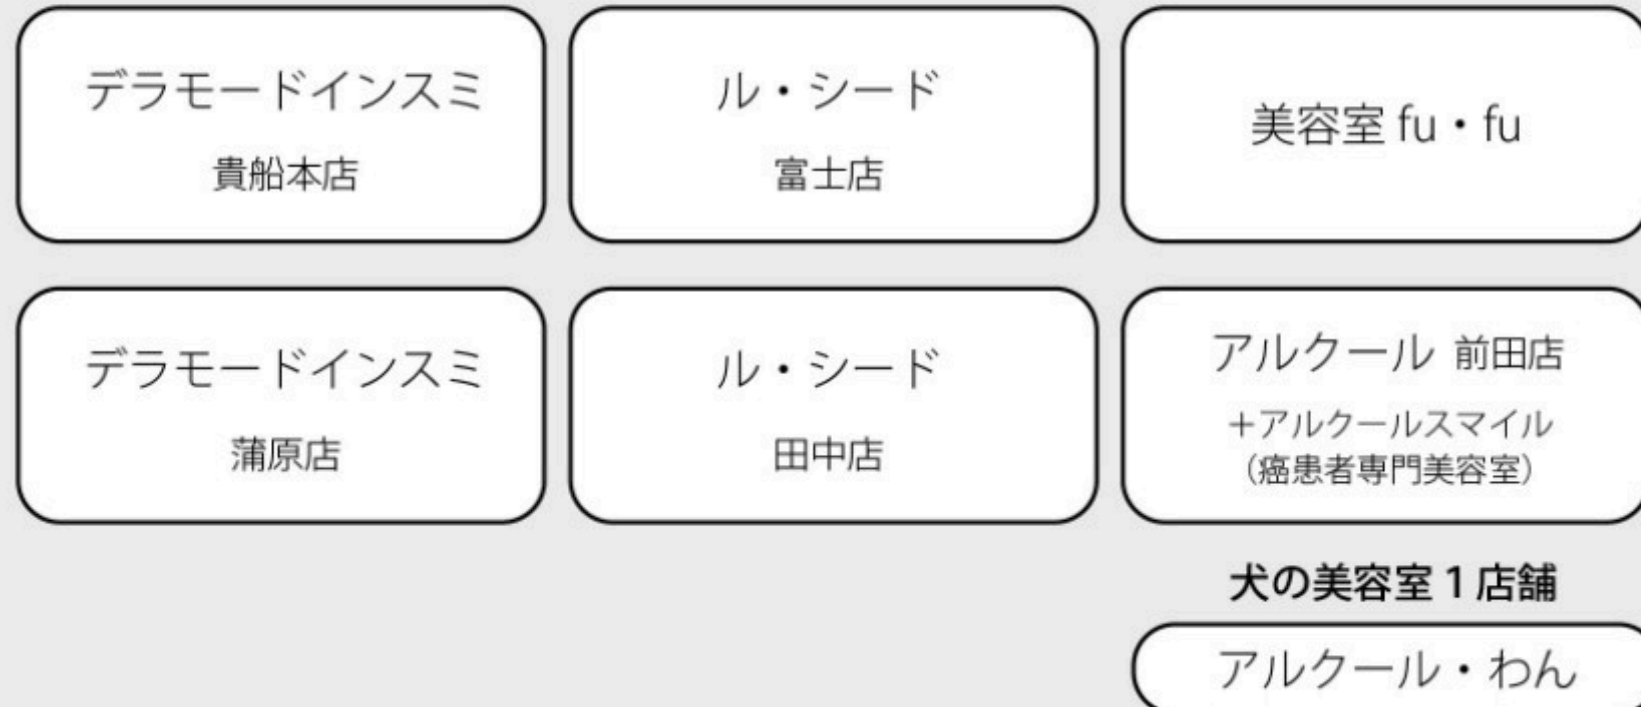 デラモードインスミ
貴船本店
ル・シード
富士店
美容室 fu・fu
デラモードインスミ
蒲原店
ル・シード
田中店
アルクール 前田店
＋アルクールスマイル
（癌患者専門美容室）
犬の美容室 1 店舗
アルクール・わん